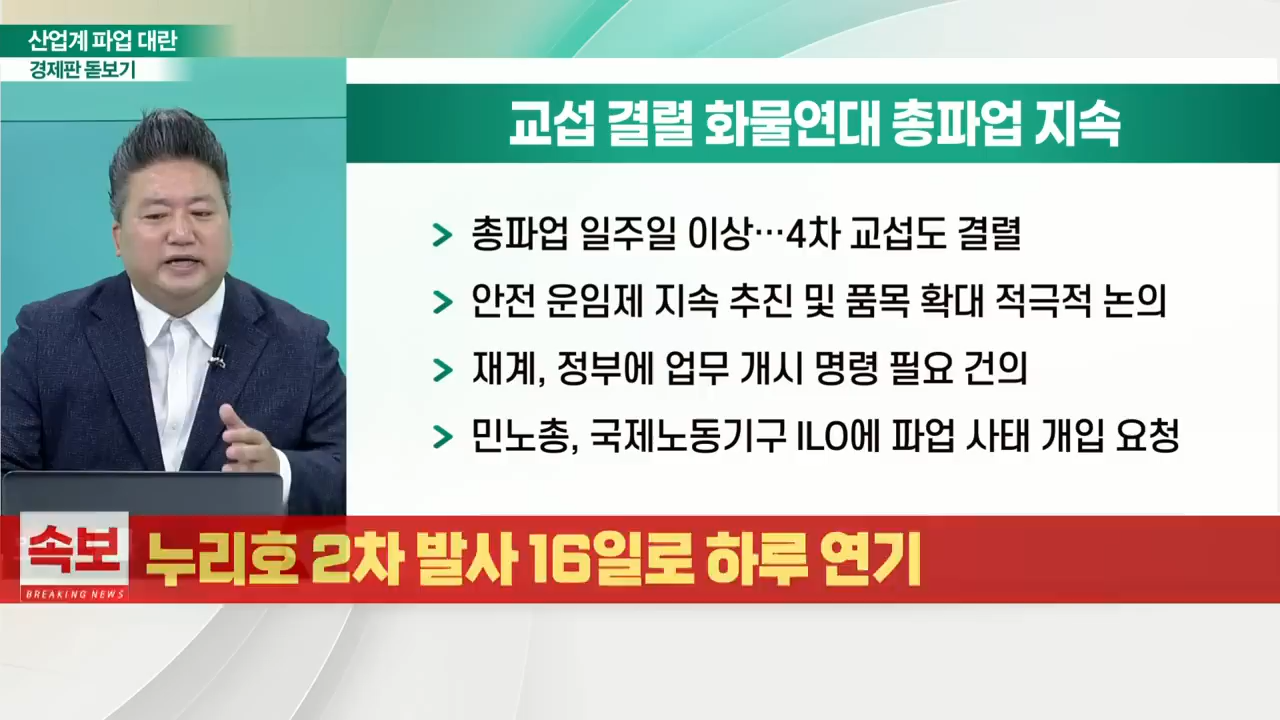 산업계 파업 대란
경제판 돋보기
교섭 결렬 화물연대 총파업 지속
> 총파업 일주일 이상…4차 교섭도 결렬
> 안전 운임제 지속 추진 및 품목 확대 적극적 논의
> 재계, 정부에 업무 개시 명령 필요 건의
> 민노총, 국제노동기구 ILO에 파업 사태 개입 요청
속보 누리호 2차 발사 16일로 하루 연기
BREAKING NEWS